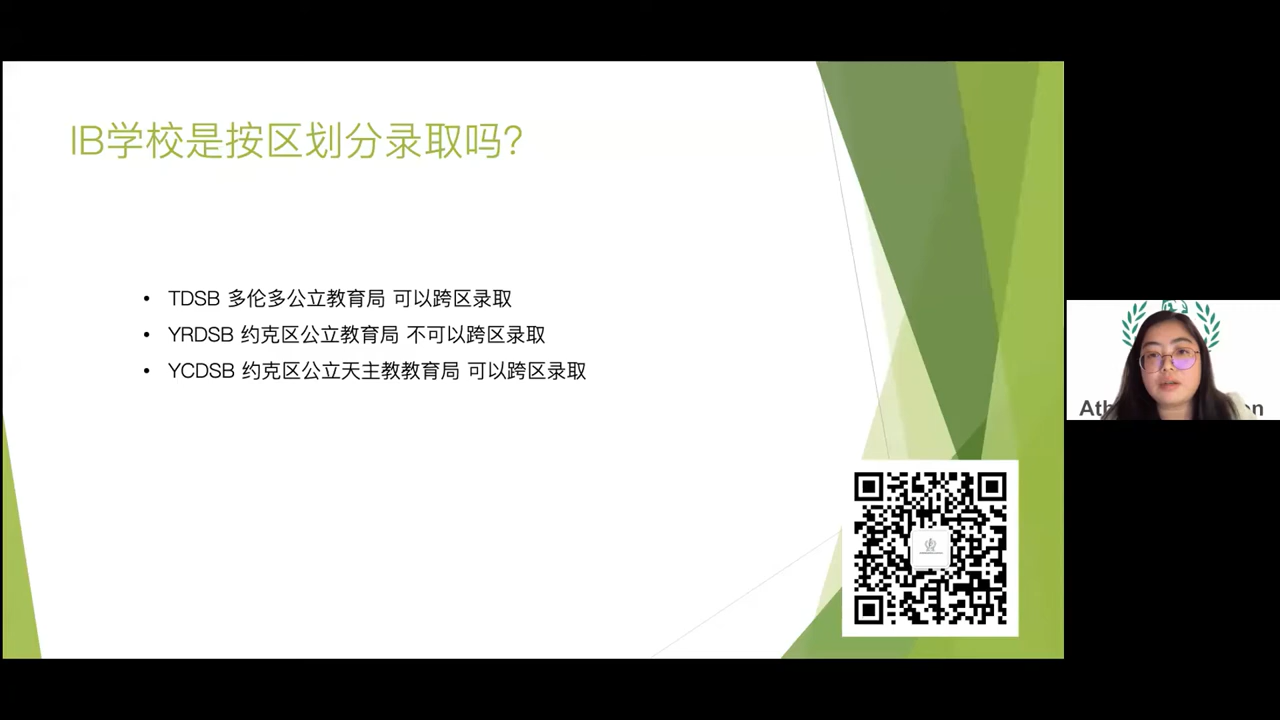 IB学校是按区划分录取吗?
TDSB 多伦多公立教育局 可以跨区录取
YRDSB 约克区公立教育局 不可以跨区录取
YCDSB 约克区公立天主教教育局 可以跨区录取